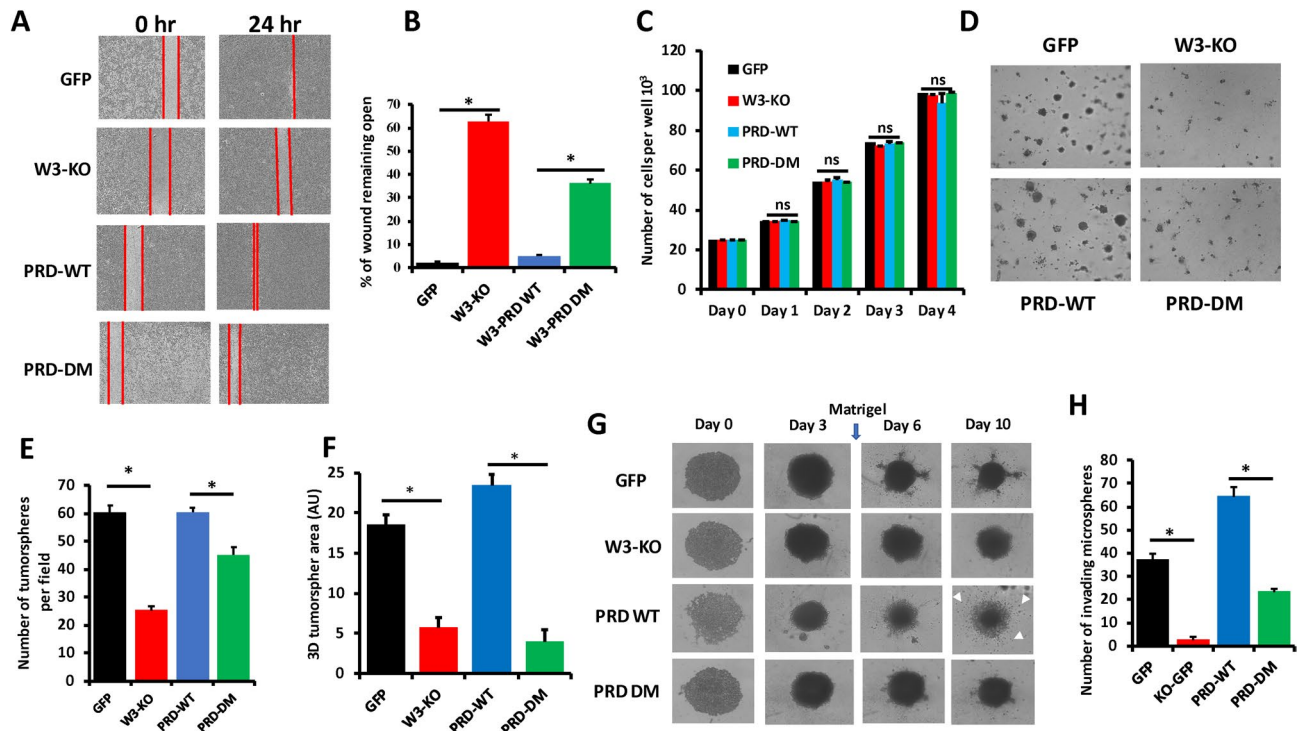 A
0 hr
24 hr
GFP
W3-KO
PRD-WT
PRD-DM
B
% of wound remaining open
70
60
50
40
30
20
10
0
*
*
GFP
W3-KO
W3-PRD WT
W3-PRD DM
C
Number of cellsper well 10³
120
100
80
60
40
20
0
GFP
W3-KO
PRD-WT
PRD-DM
ns
ns
ns
ns
Day 0
Day 1
Day 2
Day 3
Day 4
D
GFP
W3-KO
PRD-WT
PRD-DM
E
Number of tumorspheres
per field
70
60
50
40
30
20
10
0
*
*
GFP
W3-KO
PRD-WT
PRD-DM
F
3D tumorspher area (AU)
25
20
15
10
5
0
*
*
GFP
W3-KO
PRD-WT
PRD-DM
G
Matrigel
Day 0
Day 3
Day 6
Day 10
GFP
W3-KO
PRD WT
PRD DM
H
Number of invading microspheres
80
70
60
50
40
30
20
10
0
*
*
GFP
KO-GFP
PRD-WT
PRD-DM